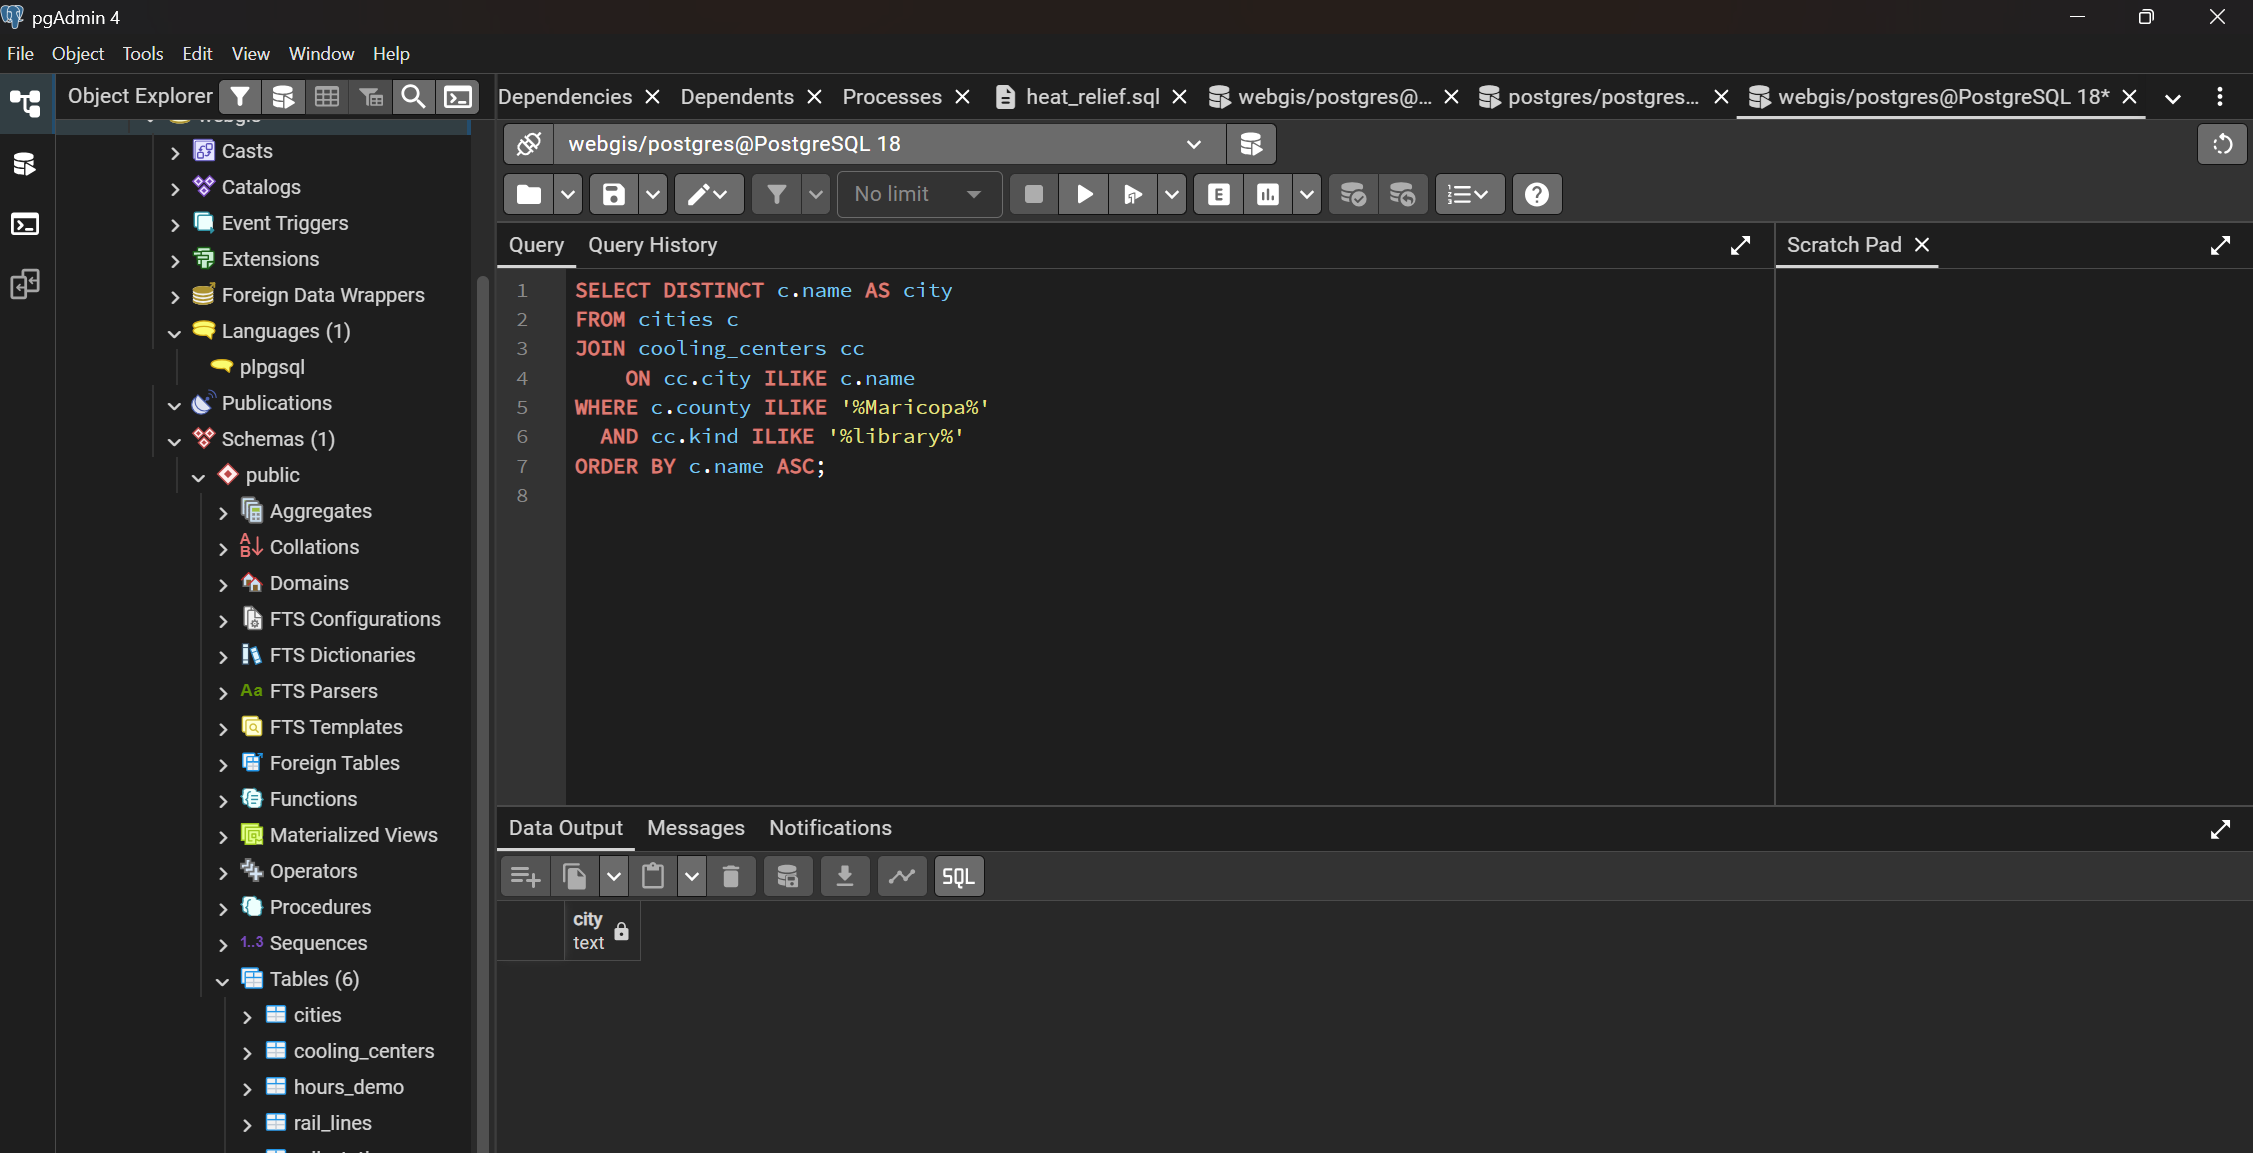 pgAdmin 4
File Object Tools Edit View Window Help
Object Explorer
Dependencies Dependents Processes heat_relief.sql webgis/postgres@... postgres/postgres... webgis/postgres@PostgreSQL 18*
webgis/postgres@PostgreSQL 18
No limit
E
Query Query History
Scratch Pad
1 SELECT DISTINCT c.name AS city
2 FROM cities c
3 JOIN cooling_centers cc
4 ON cc.city ILIKE c.name
5 WHERE c.county ILIKE '%Maricopa%'
6 AND cc.kind ILIKE '%library%'
7 ORDER BY c.name ASC;
8
Data Output Messages Notifications
SQL
city
text
webgis
Casts
Catalogs
Event Triggers
Extensions
Foreign Data Wrappers
Languages (1)
plpgsql
Publications
Schemas (1)
public
Aggregates
Collations
Domains
FTS Configurations
FTS Dictionaries
Aa FTS Parsers
FTS Templates
Foreign Tables
Functions
Materialized Views
Operators
Procedures
1..3 Sequences
Tables (6)
cities
cooling_centers
hours_demo
rail_lines